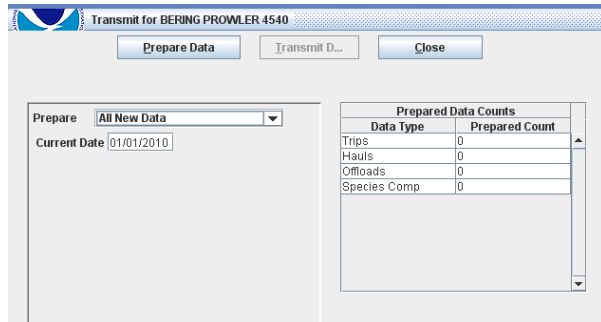 Transmit for BERING PROWLER 4540
Prepare Data Transmit D... Close
Prepare All New Data
Current Date 01/01/2010
Prepared Data Counts
Data Type Prepared Count
Trips 0
Hauls 0
Offloads 0
Species Comp 0